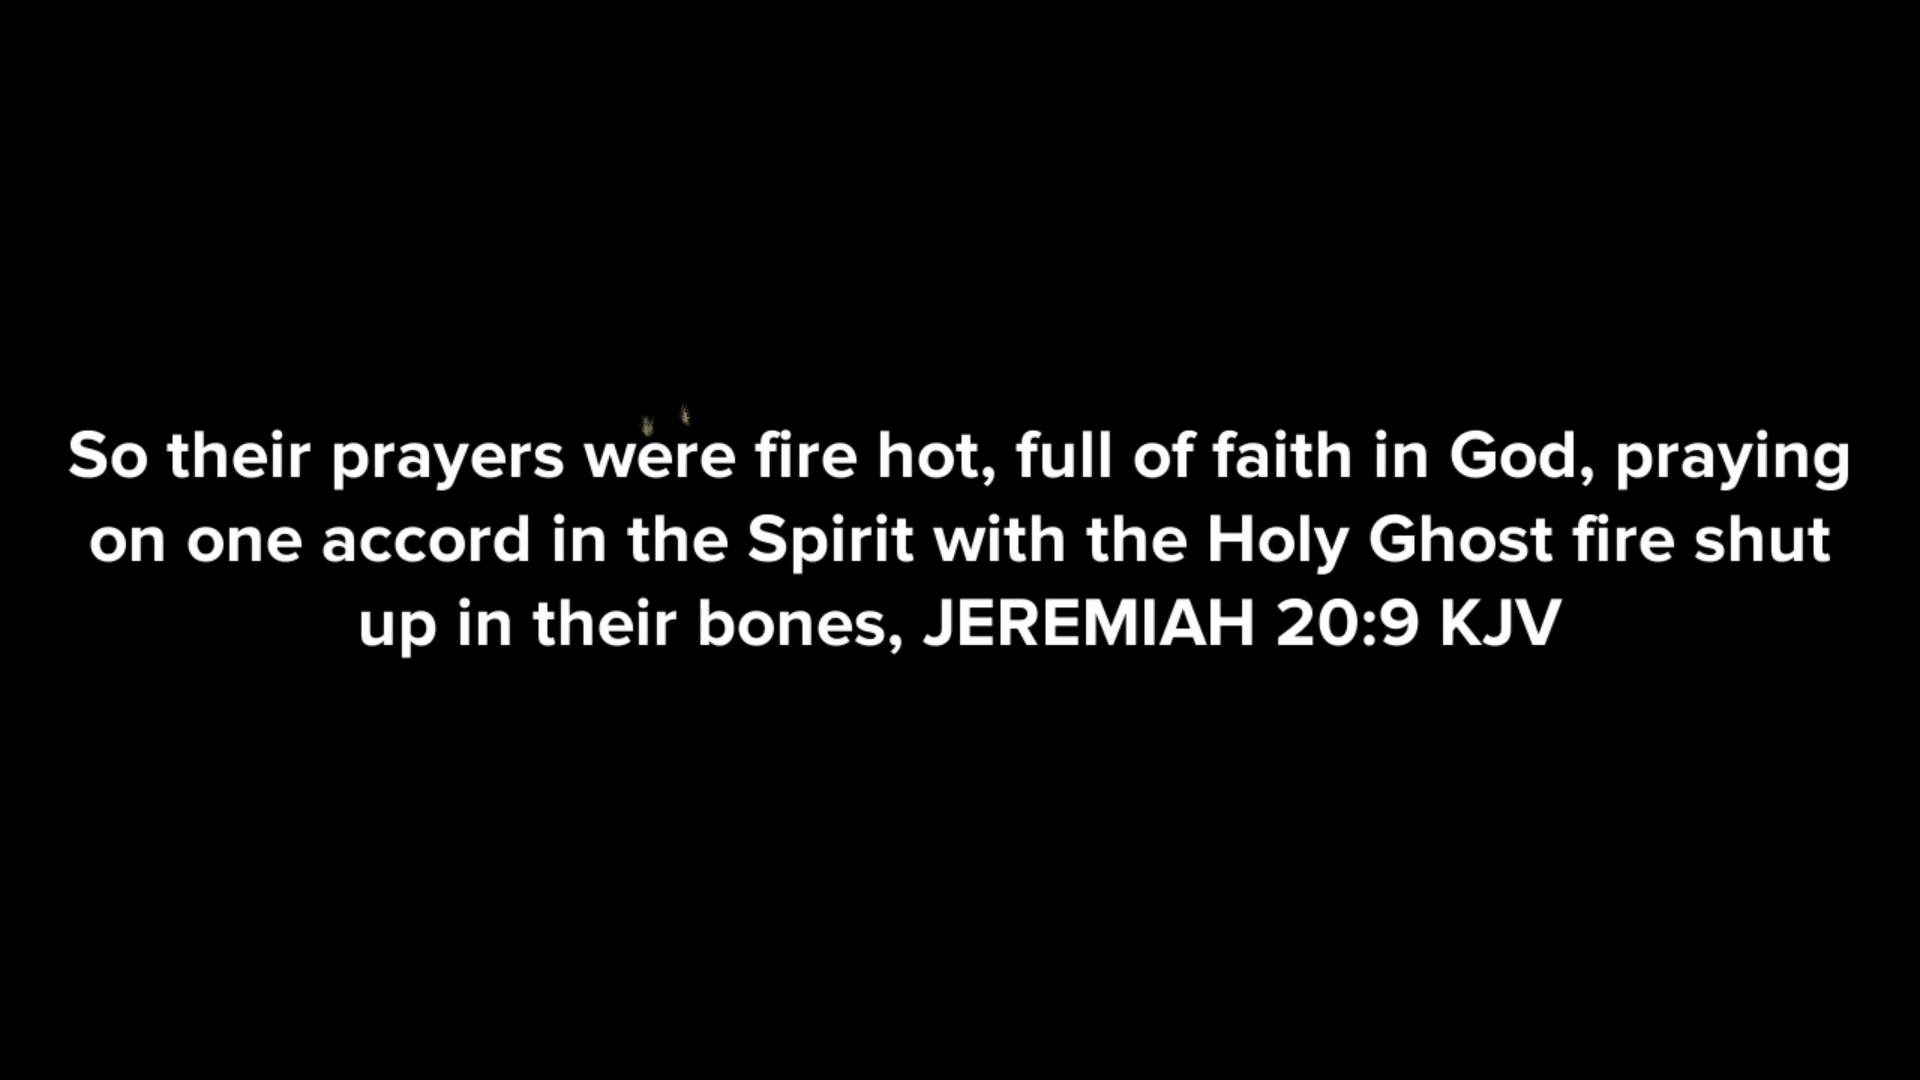 So their prayers were fire hot, full of faith in God, praying
on one accord in the Spirit with the Holy Ghost fire shut
up in their bones, JEREMIAH 20:9 KJV